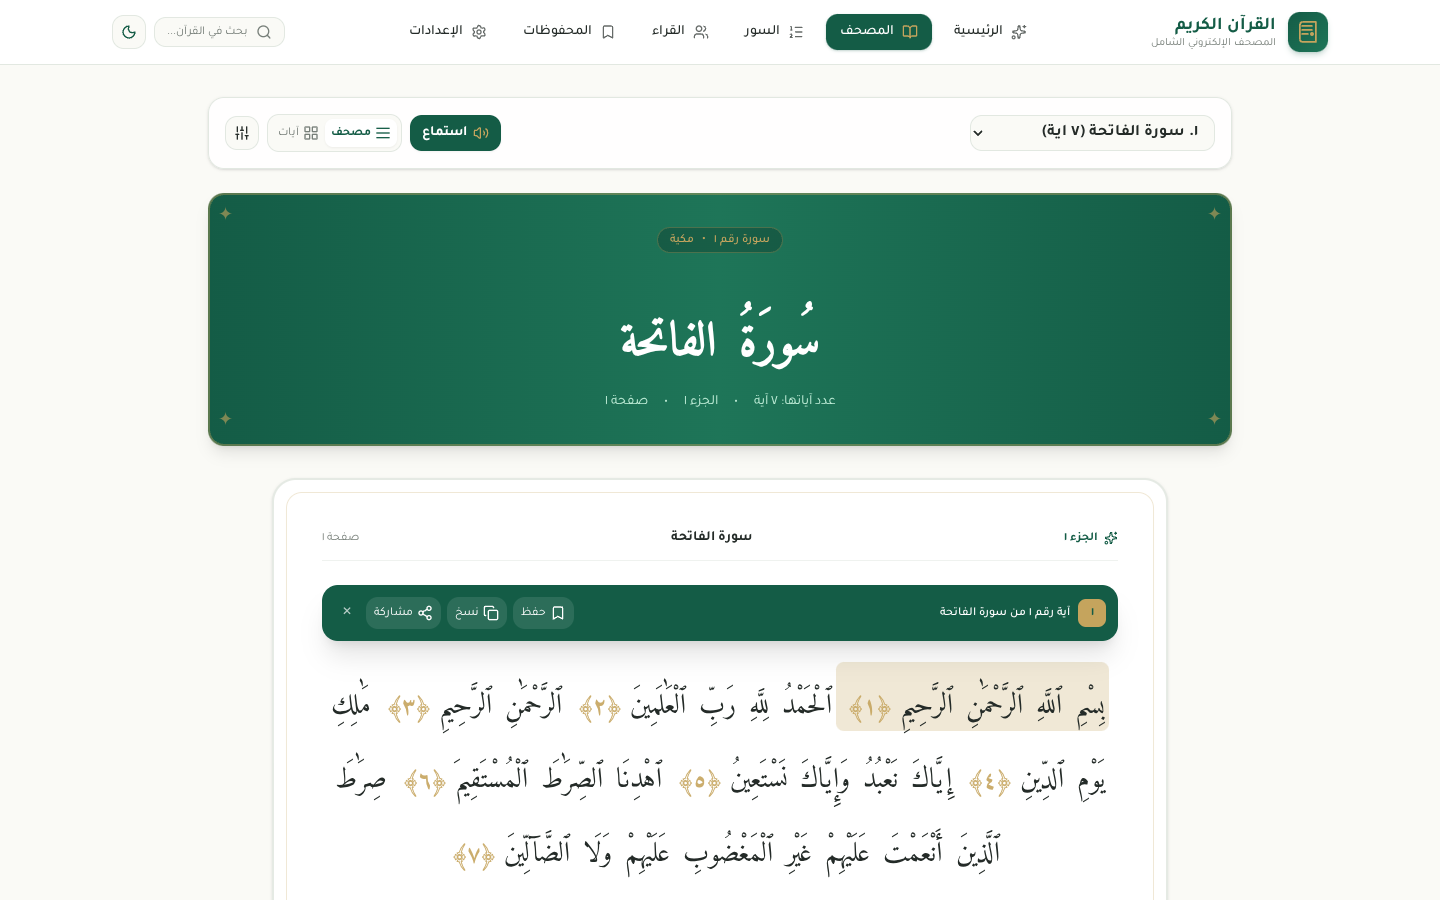 القرآن الكريم
المصحف الإلكتروني الشامل
الرئيسية
المصحف
السور
القراء
المحفوظات
الإعدادات
بحث في القرآن...
١. سورة الفاتحة (٧ آية)
استماع
مصحف
آيات
سورة رقم ١ • مكية
سُورَةُ الفاتحة
عدد آياتها: ٧ آية • الجزء ١ • صفحة ١
الجزء ١
سورة الفاتحة
صفحة ١
١
آية رقم ١ من سورة الفاتحة
حفظ
نسخ
مشاركة
×
بِسْمِ ٱللَّهِ ٱلرَّحْمَٰنِ ٱلرَّحِيمِ ﴿١﴾ ٱلْحَمْدُ لِلَّهِ رَبِّ ٱلْعَٰلَمِينَ ﴿٢﴾ ٱلرَّحْمَٰنِ ٱلرَّحِيمِ ﴿٣﴾ مَٰلِكِ
يَوْمِ ٱلدِّينِ ﴿٤﴾ إِيَّاكَ نَعْبُدُ وَإِيَّاكَ نَسْتَعِينُ ﴿٥﴾ ٱهْدِنَا ٱلصِّرَٰطَ ٱلْمُسْتَقِيمَ ﴿٦﴾ صِرَٰطَ
ٱلَّذِينَ أَنْعَمْتَ عَلَيْهِمْ غَيْرِ ٱلْمَغْضُوبِ عَلَيْهِمْ وَلَا ٱلضَّآلِّينَ ﴿٧﴾